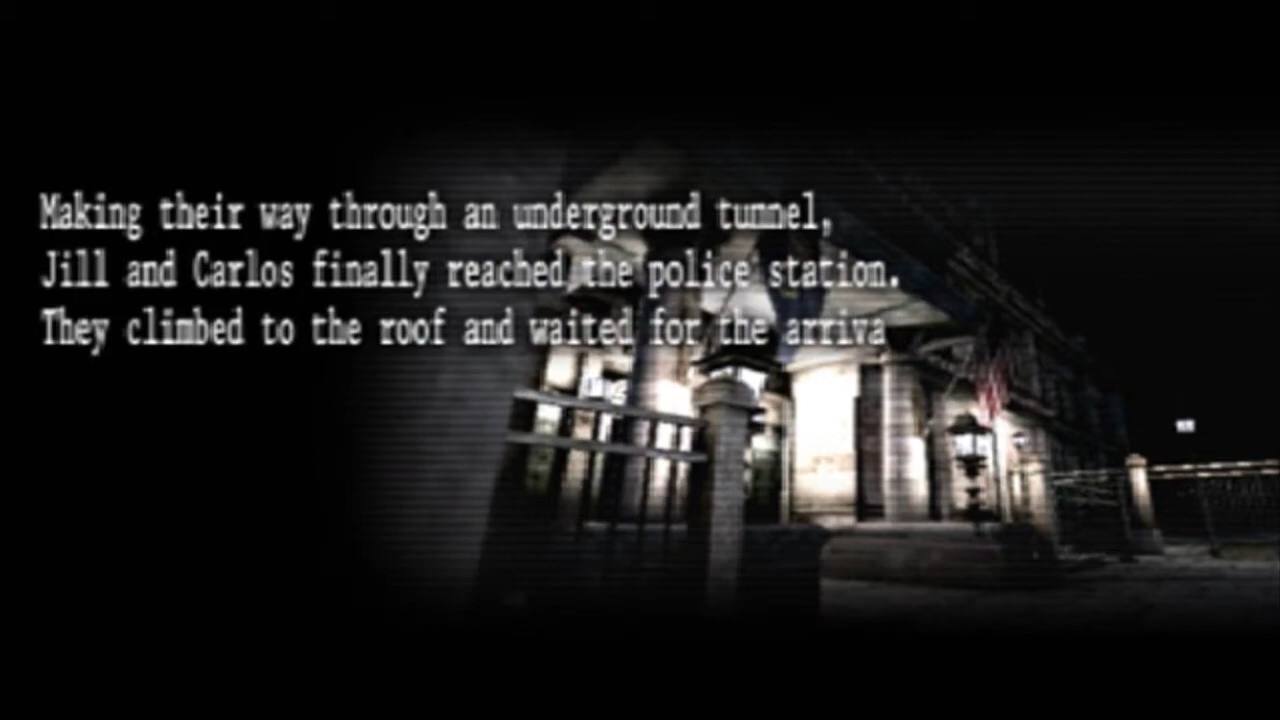 Making their way through an underground tunnel,
Jill and Carlos finally reached the police station.
They climbed to the roof and waited for the arriva